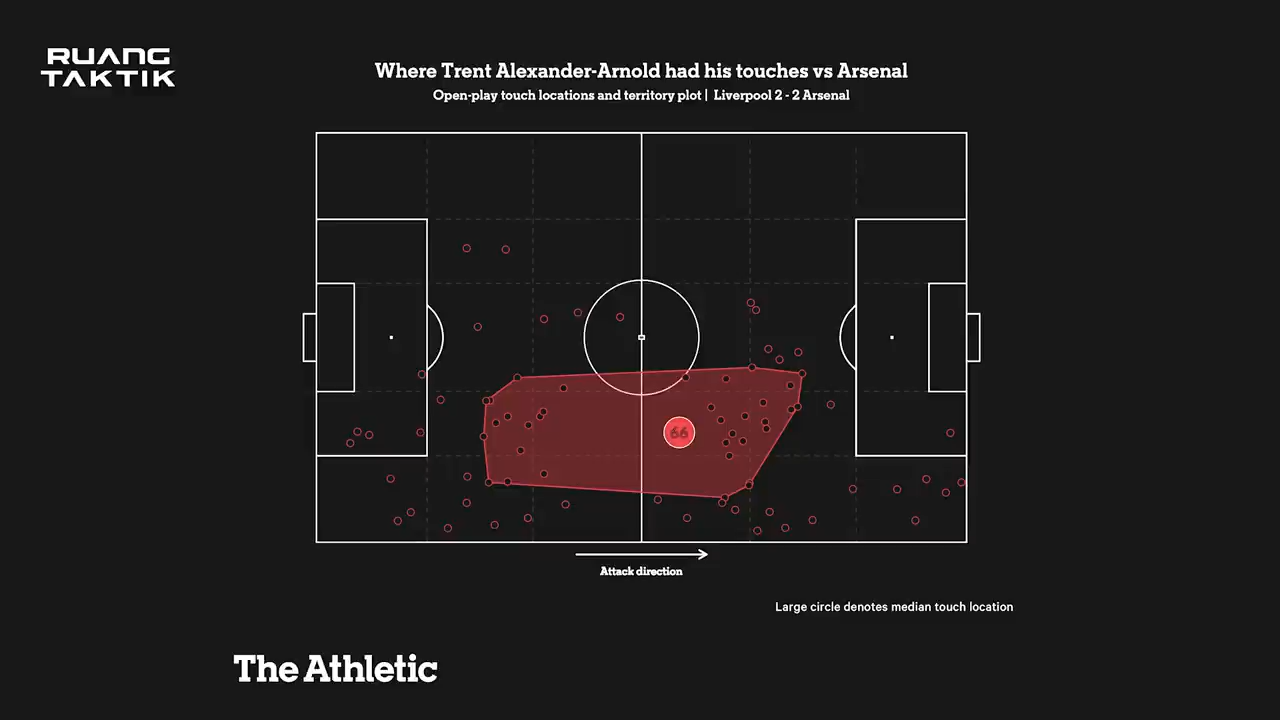 RUANG
TAKTIK
Where Trent Alexander-Arnold had his touches vs Arsenal
Open-play touch locations and territory plot | Liverpool 2 - 2 Arsenal
66
Attack direction
Large circle denotes median touch location
The Athletic